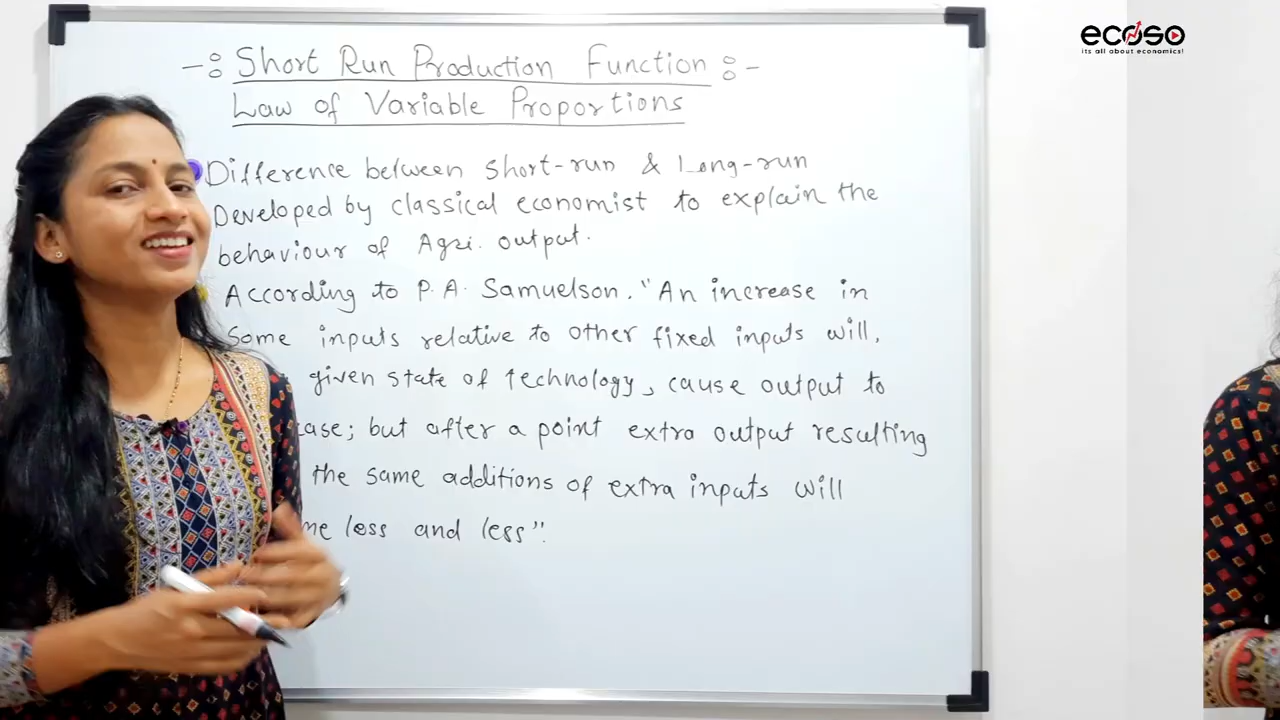 -: Short Run Production Function :-
Law of Variable Proportions
Difference between Short-run & Long-run
Developed by classical economist to explain the
behaviour of Agri. output.
According to P. A. Samuelson. "An increase in
Some inputs relative to other fixed inputs will,
given state of technology, cause output to
ase; but after a point extra output resulting
the same additions of extra inputs will
me less and less".
ecoso
its all about economics!